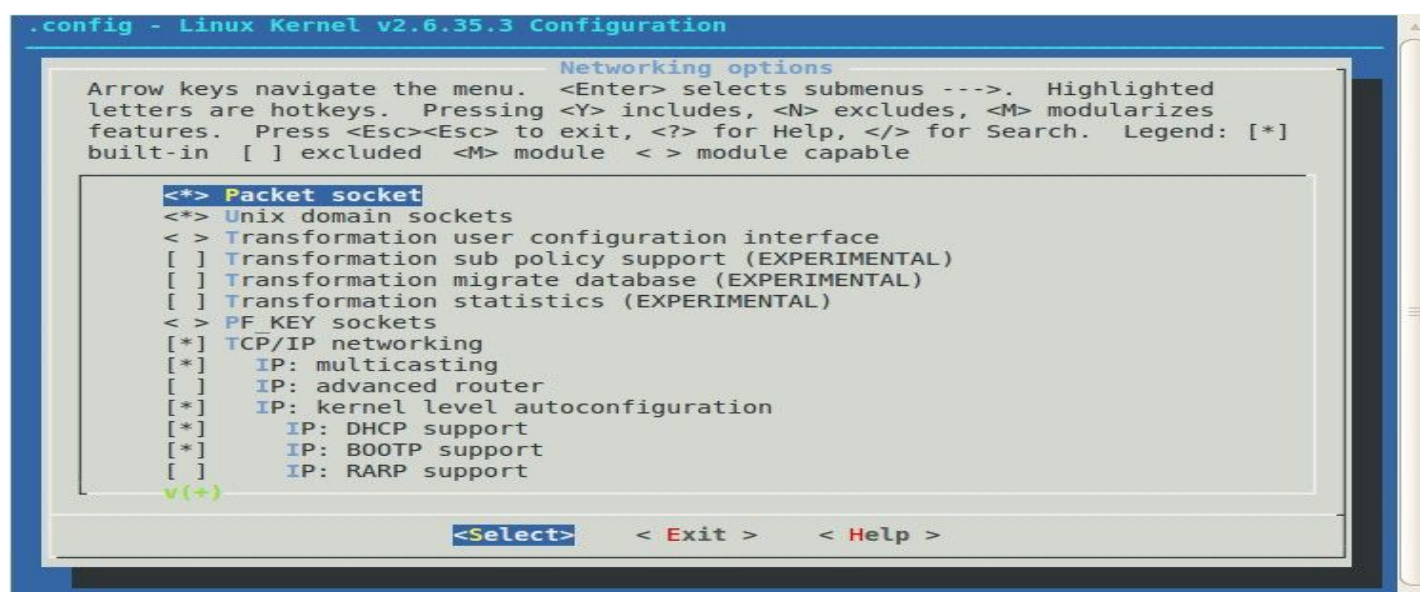 .config - Linux Kernel v2.6.35.3 Configuration
Networking options
Arrow keys navigate the menu.  <Enter> selects submenus --->.  Highlighted
letters are hotkeys.  Pressing <Y> includes, <N> excludes, <M> modularizes
features.  Press <Esc><Esc> to exit, <?> for Help, </> for Search.  Legend: [*]
built-in  [ ] excluded  <M> module  < > module capable
<*> Packet socket
<*> Unix domain sockets
< > Transformation user configuration interface
[ ] Transformation sub policy support (EXPERIMENTAL)
[ ] Transformation migrate database (EXPERIMENTAL)
[ ] Transformation statistics (EXPERIMENTAL)
< > PF_KEY sockets
[*] TCP/IP networking
[*]   IP: multicasting
[ ]   IP: advanced router
[*]   IP: kernel level autoconfiguration
[*]     IP: DHCP support
[*]     IP: BOOTP support
[ ]     IP: RARP support
v(+)
<Select>    < Exit >    < Help >